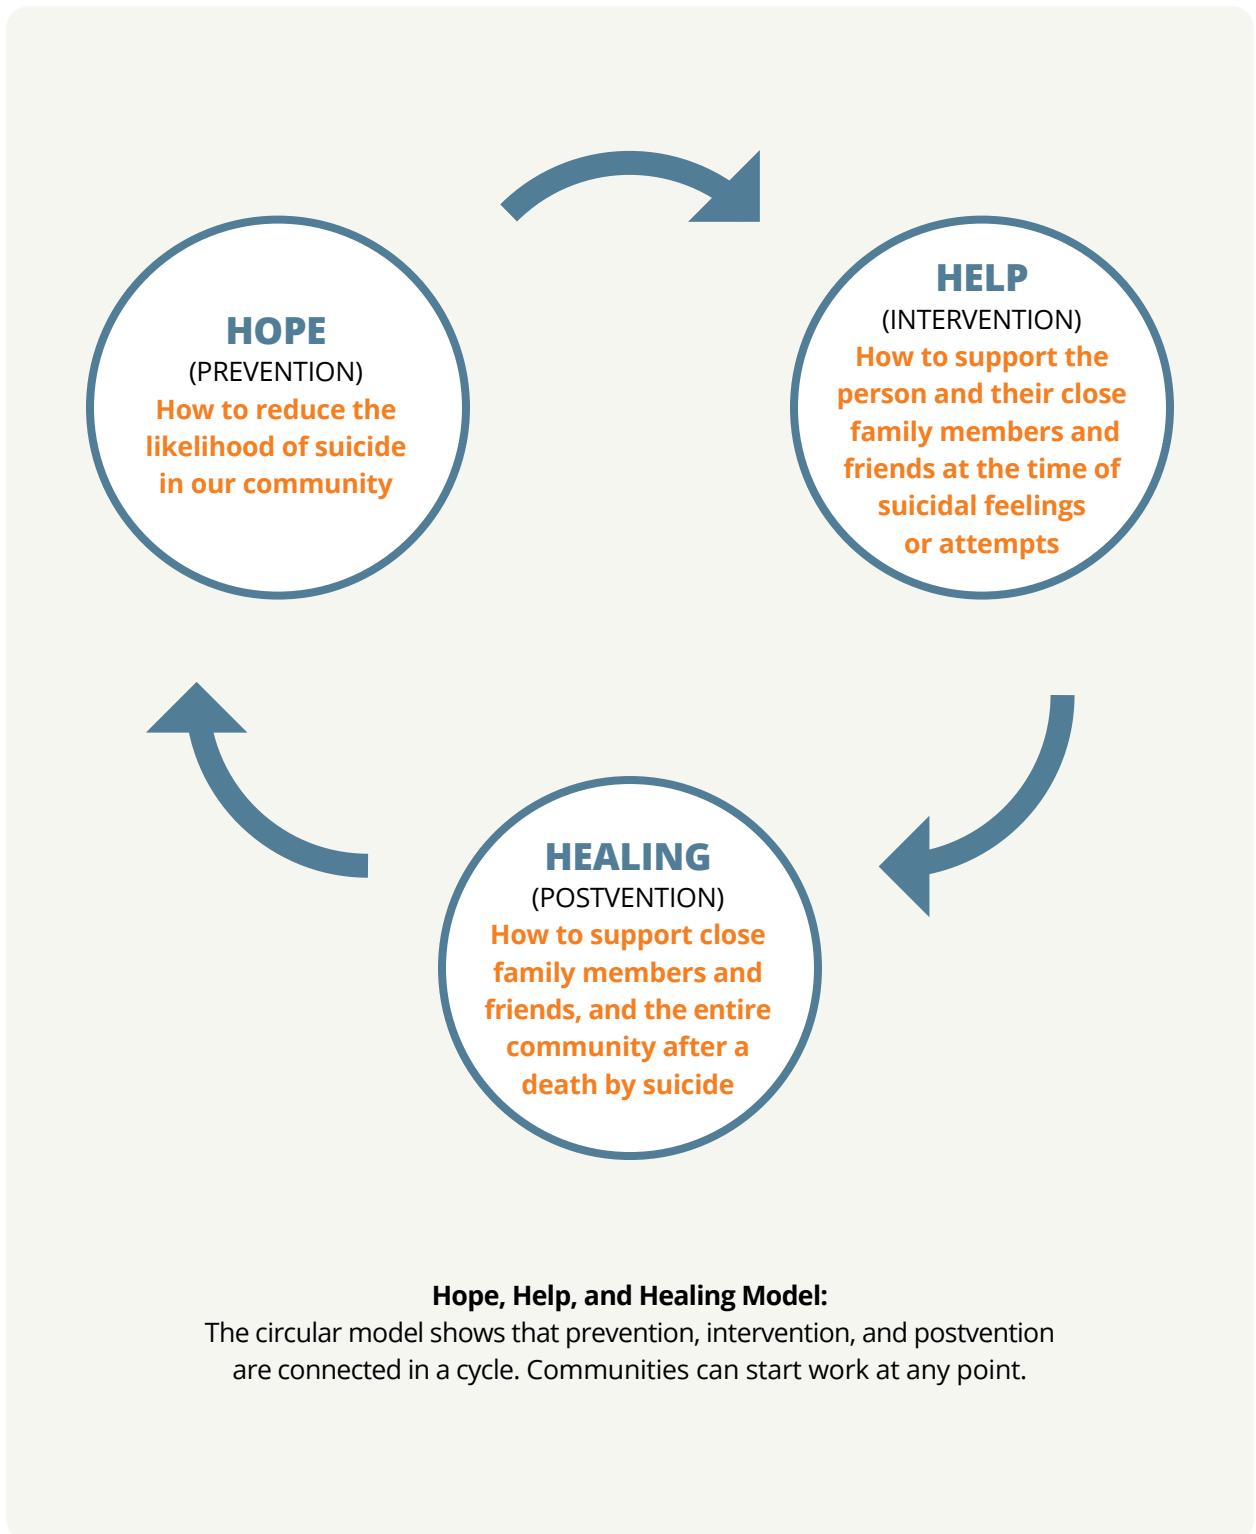 HOPE
(PREVENTION)
How to reduce the
likelihood of suicide
in our community
HELP
(INTERVENTION)
How to support the
person and their close
family members and
friends at the time of
suicidal feelings
or attempts
HEALING
(POSTVENTION)
How to support close
family members and
friends, and the entire
community after a
death by suicide
Hope, Help, and Healing Model:
The circular model shows that prevention, intervention, and postvention
are connected in a cycle. Communities can start work at any point.